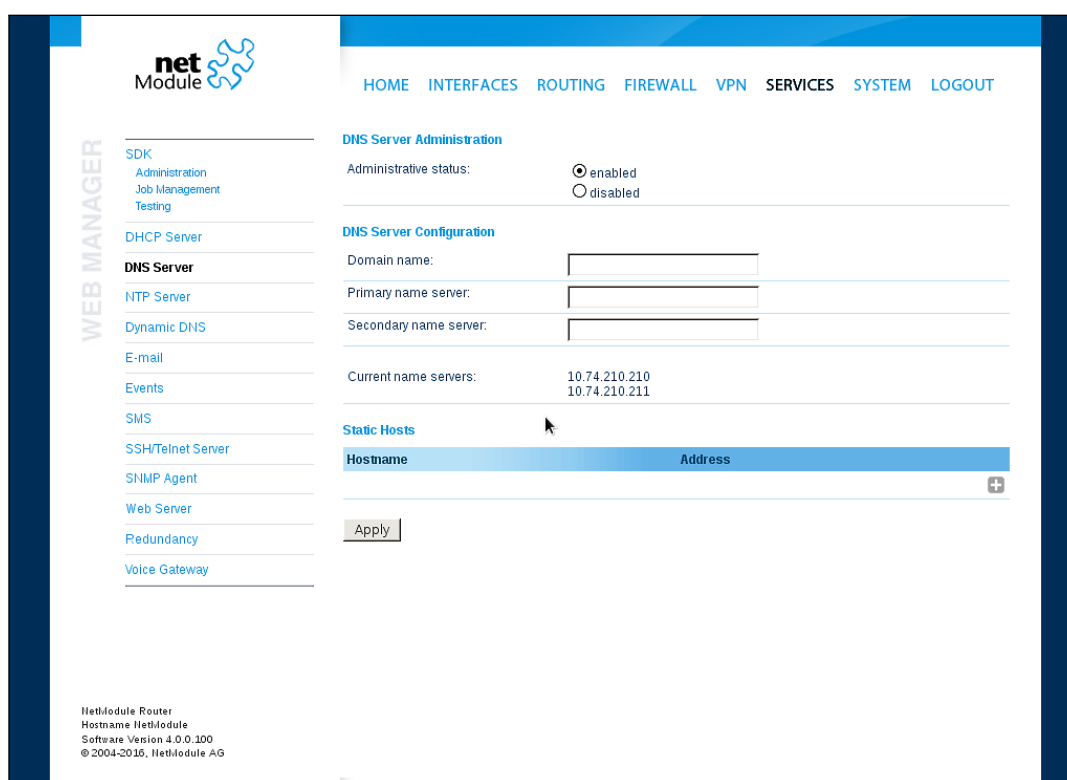 net
Module
HOME INTERFACES ROUTING FIREWALL VPN SERVICES SYSTEM LOGOUT
WEB MANAGER
SDK
Administration
Job Management
Testing
DHCP Server
DNS Server
NTP Server
Dynamic DNS
E-mail
Events
SMS
SSH/Telnet Server
SNMP Agent
Web Server
Redundancy
Voice Gateway
DNS Server Administration
Administrative status:
enabled
disabled
DNS Server Configuration
Domain name:
Primary name server:
Secondary name server:
Current name servers: 10.74.210.210
10.74.210.211
Static Hosts
Hostname Address
Apply
NetModule Router
Hostname NetModule
Software Version 4.0.0.100
© 2004-2016, NetModule AG